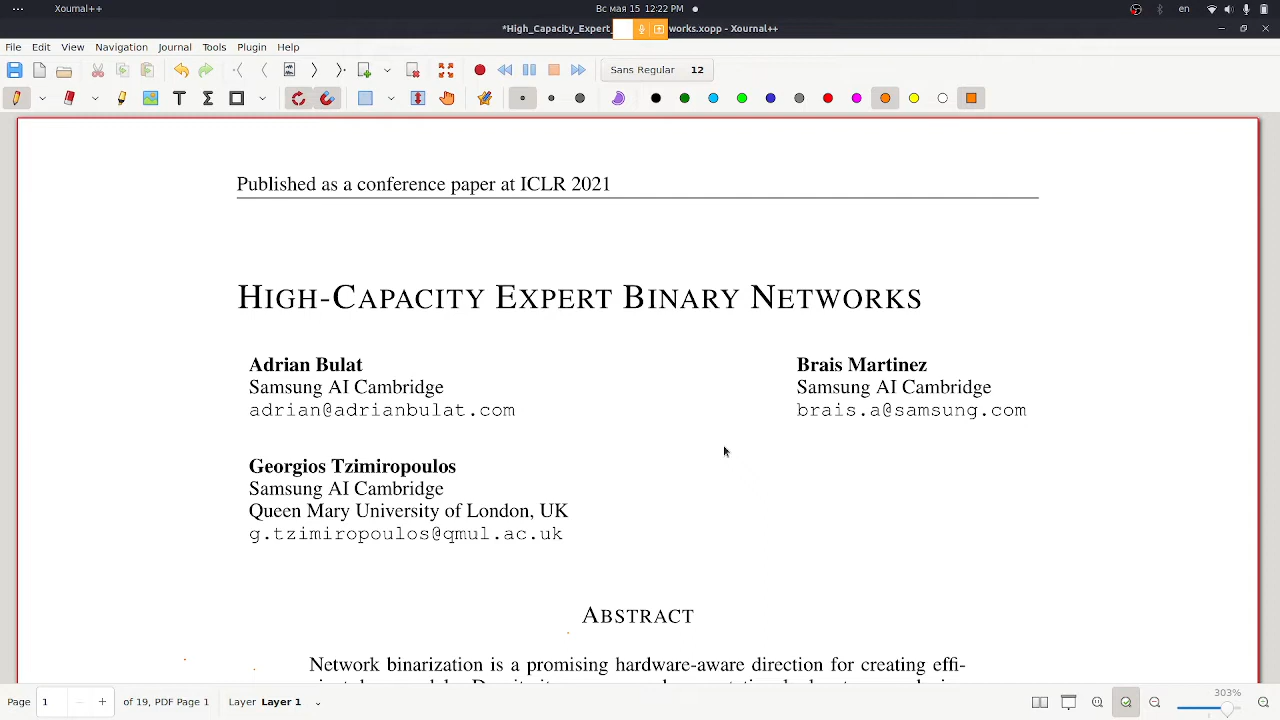 Xournal++
Вс мая 15 12:22 PM
en
*High_Capacity_Expert_
works.xopp - Xournal++
File Edit View Navigation Journal Tools Plugin Help
Sans Regular 12
Published as a conference paper at ICLR 2021
HIGH-CAPACITY EXPERT BINARY NETWORKS
Adrian Bulat
Samsung AI Cambridge
adrian@adrianbulat.com
Brais Martinez
Samsung AI Cambridge
brais.a@samsung.com
Georgios Tzimiropoulos
Samsung AI Cambridge
Queen Mary University of London, UK
g.tzimiropoulos@qmul.ac.uk
ABSTRACT
Network binarization is a promising hardware-aware direction for creating effi-
Page 1 of 19, PDF Page 1 Layer Layer 1
303%